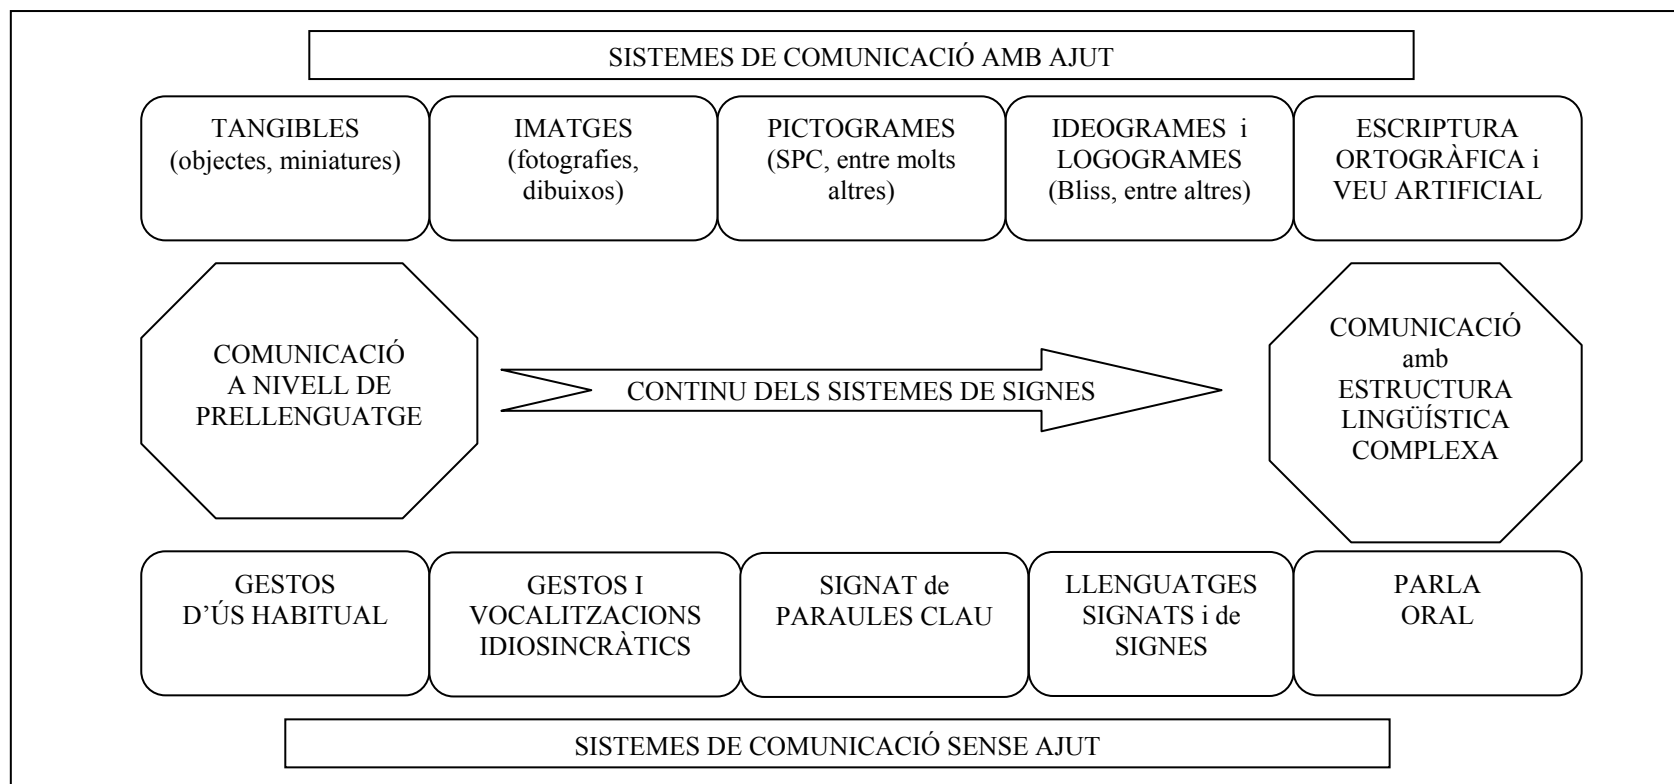 SISTEMES DE COMUNICACIÓ AMB AJUT
TANGIBLES
(objectes, miniatures)
IMATGES
(fotografies,
dibuixos)
PICTOGRAMES
(SPC, entre molts
altres)
IDEOGRAMES i
LOGOGRAMES
(Bliss, entre altres)
ESCRIPTURA
ORTOGRÀFICA i
VEU ARTIFICIAL
COMUNICACIÓ
A NIVELL DE
PRELLENGUATGE
CONTINU DELS SISTEMES DE SIGNES
COMUNICACIÓ
amb
ESTRUCTURA
LINGÜÍSTICA
COMPLEXA
GESTOS
D'ÚS HABITUAL
GESTOS I
VOCALITZACIONS
IDIOSINCRÀTICS
SIGNAT de
PARAULES CLAU
LLENGUATGES
SIGNATS i de
SIGNES
PARLA
ORAL
SISTEMES DE COMUNICACIÓ SENSE AJUT